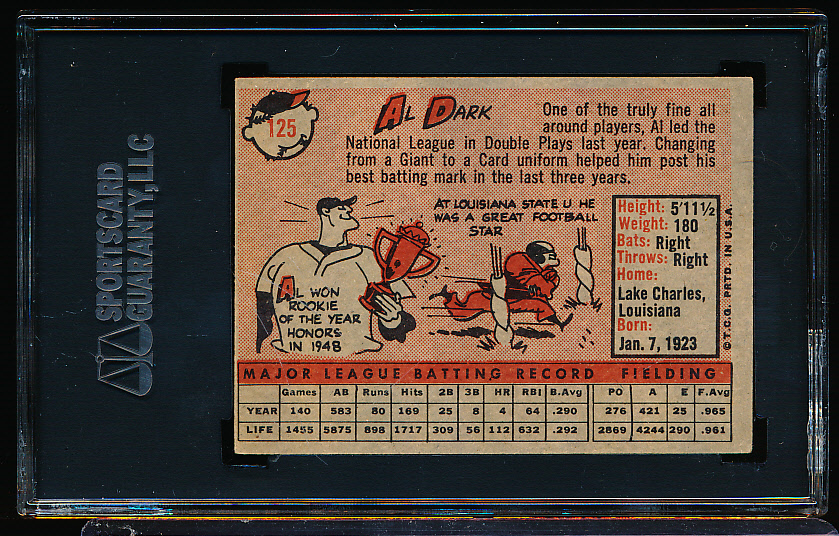 SPORTSCARD
GUARANTY, LLC
125
AL DARK
One of the truly fine all
around players, Al led the
National League in Double Plays last year. Changing
from a Giant to a Card uniform helped him post his
best batting mark in the last three years.
AL WON
ROOKIE
OF THE YEAR
HONORS
IN 1948
AT LOUISIANA STATE U HE
WAS A GREAT FOOTBALL
STAR
Height: 5'11½
Weight: 180
Bats: Right
Throws: Right
Home:
Lake Charles,
Louisiana
Born:
Jan. 7, 1923
©T.C.G. PRT'D. IN U.S.A.
MAJOR LEAGUE BATTING RECORD FIELDING
Games AB Runs Hits 2B 3B HR RBI B.Avg PO A E F.Avg
YEAR 140 583 80 169 25 8 4 64 .290 276 421 25 .965
LIFE 1455 5875 898 1717 309 56 112 632 .292 2869 4244 290 .961